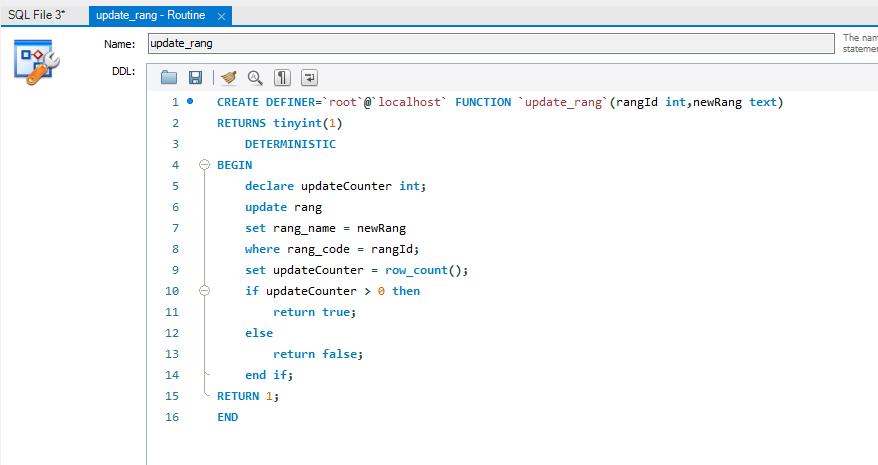 SQL File 3*
update_rang - Routine ×
Name: update_rang
The nam
statemen
DDL:
1 CREATE DEFINER=`root`@`localhost` FUNCTION `update_rang`(rangId int,newRang text)
2 RETURNS tinyint(1)
3 DETERMINISTIC
4 BEGIN
5 declare updateCounter int;
6 update rang
7 set rang_name = newRang
8 where rang_code = rangId;
9 set updateCounter = row_count();
10 if updateCounter > 0 then
11 return true;
12 else
13 return false;
14 end if;
15 RETURN 1;
16 END